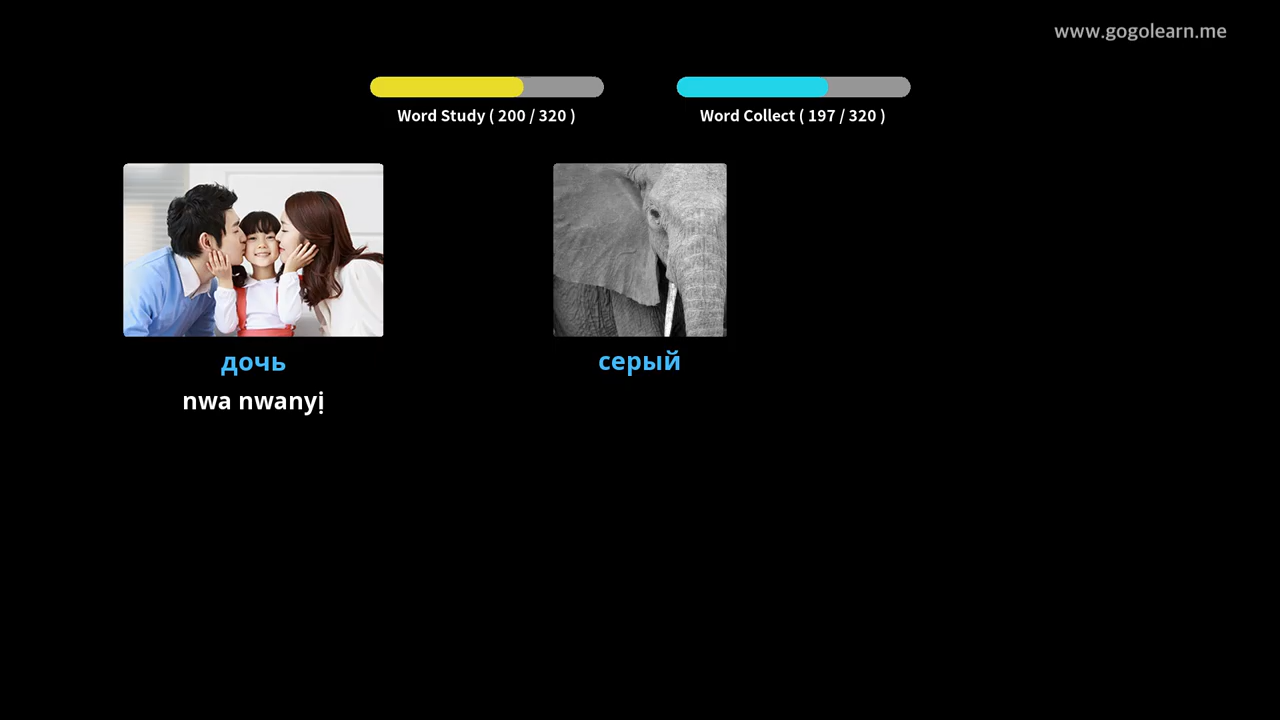 www.gogolearn.me
Word Study ( 200 / 320 )
Word Collect ( 197 / 320 )
дочь
nwa nwanyị
серый